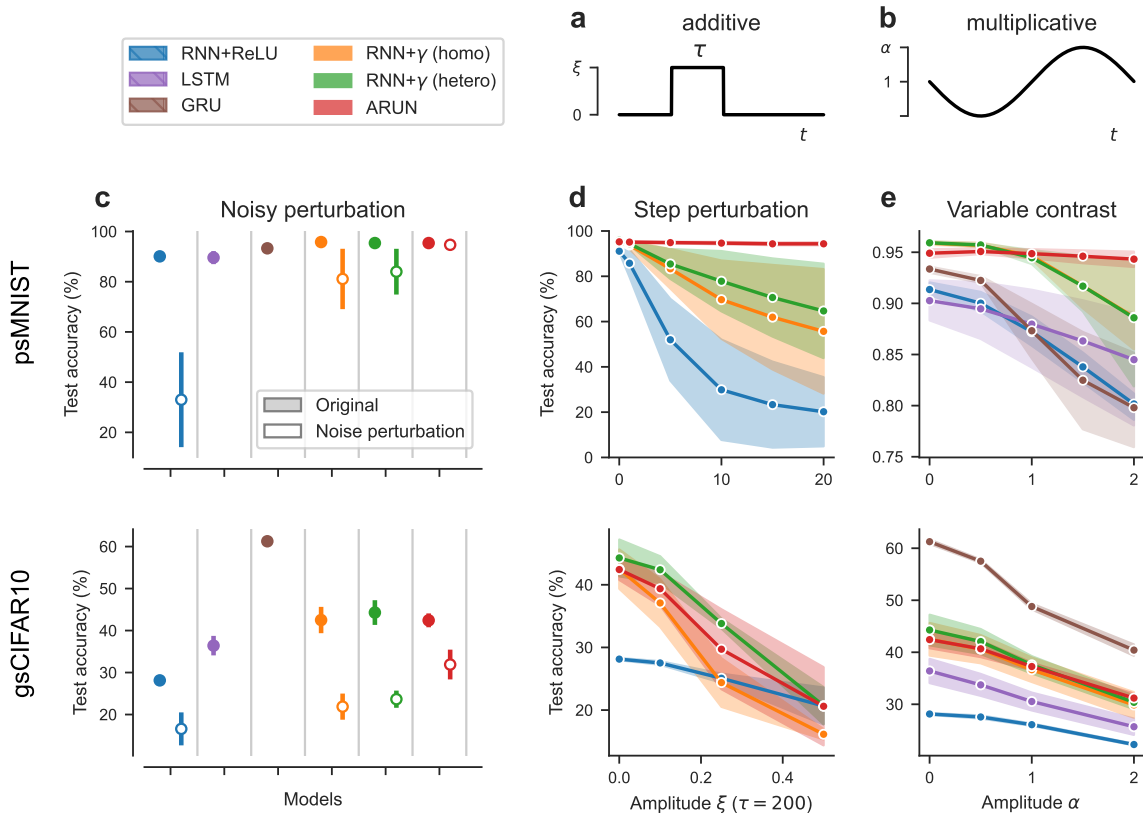 a
additive
b
multiplicative
RNN+ReLU
LSTM
GRU
RNN+γ (homo)
RNN+γ (hetero)
ARUN
τ
ξ
0
t
α
1
t
c
Noisy perturbation
d
Step perturbation
e
Variable contrast
psMNIST
Test accuracy (%)
100
80
60
40
20
Original
Noise perturbation
Test accuracy (%)
100
80
60
40
20
0
0
10
20
0.95
0.90
0.85
0.80
0.75
0
1
2
gsCIFAR10
Test accuracy (%)
60
50
40
30
20
Models
Test accuracy (%)
40
30
20
0.0
0.2
0.4
Amplitude ξ (τ = 200)
60
50
40
30
0
1
2
Amplitude α